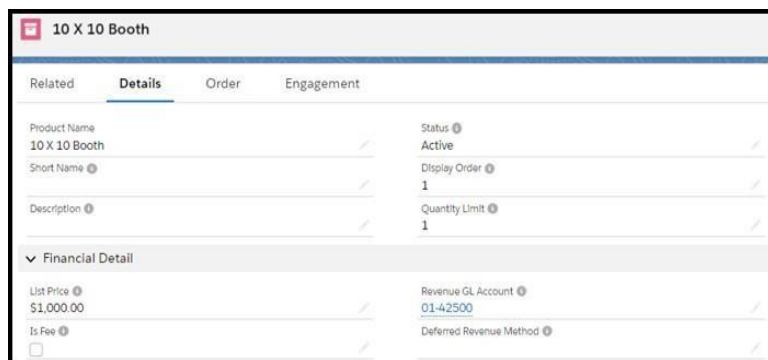 10 X 10 Booth
Related Details Order Engagement
Product Name
10 X 10 Booth
Status
Active
Short Name
Display Order
1
Description
Quantity Limit
1
Financial Detail
List Price
$1,000.00
Revenue GL Account
01-42500
Is Fee
Deferred Revenue Method